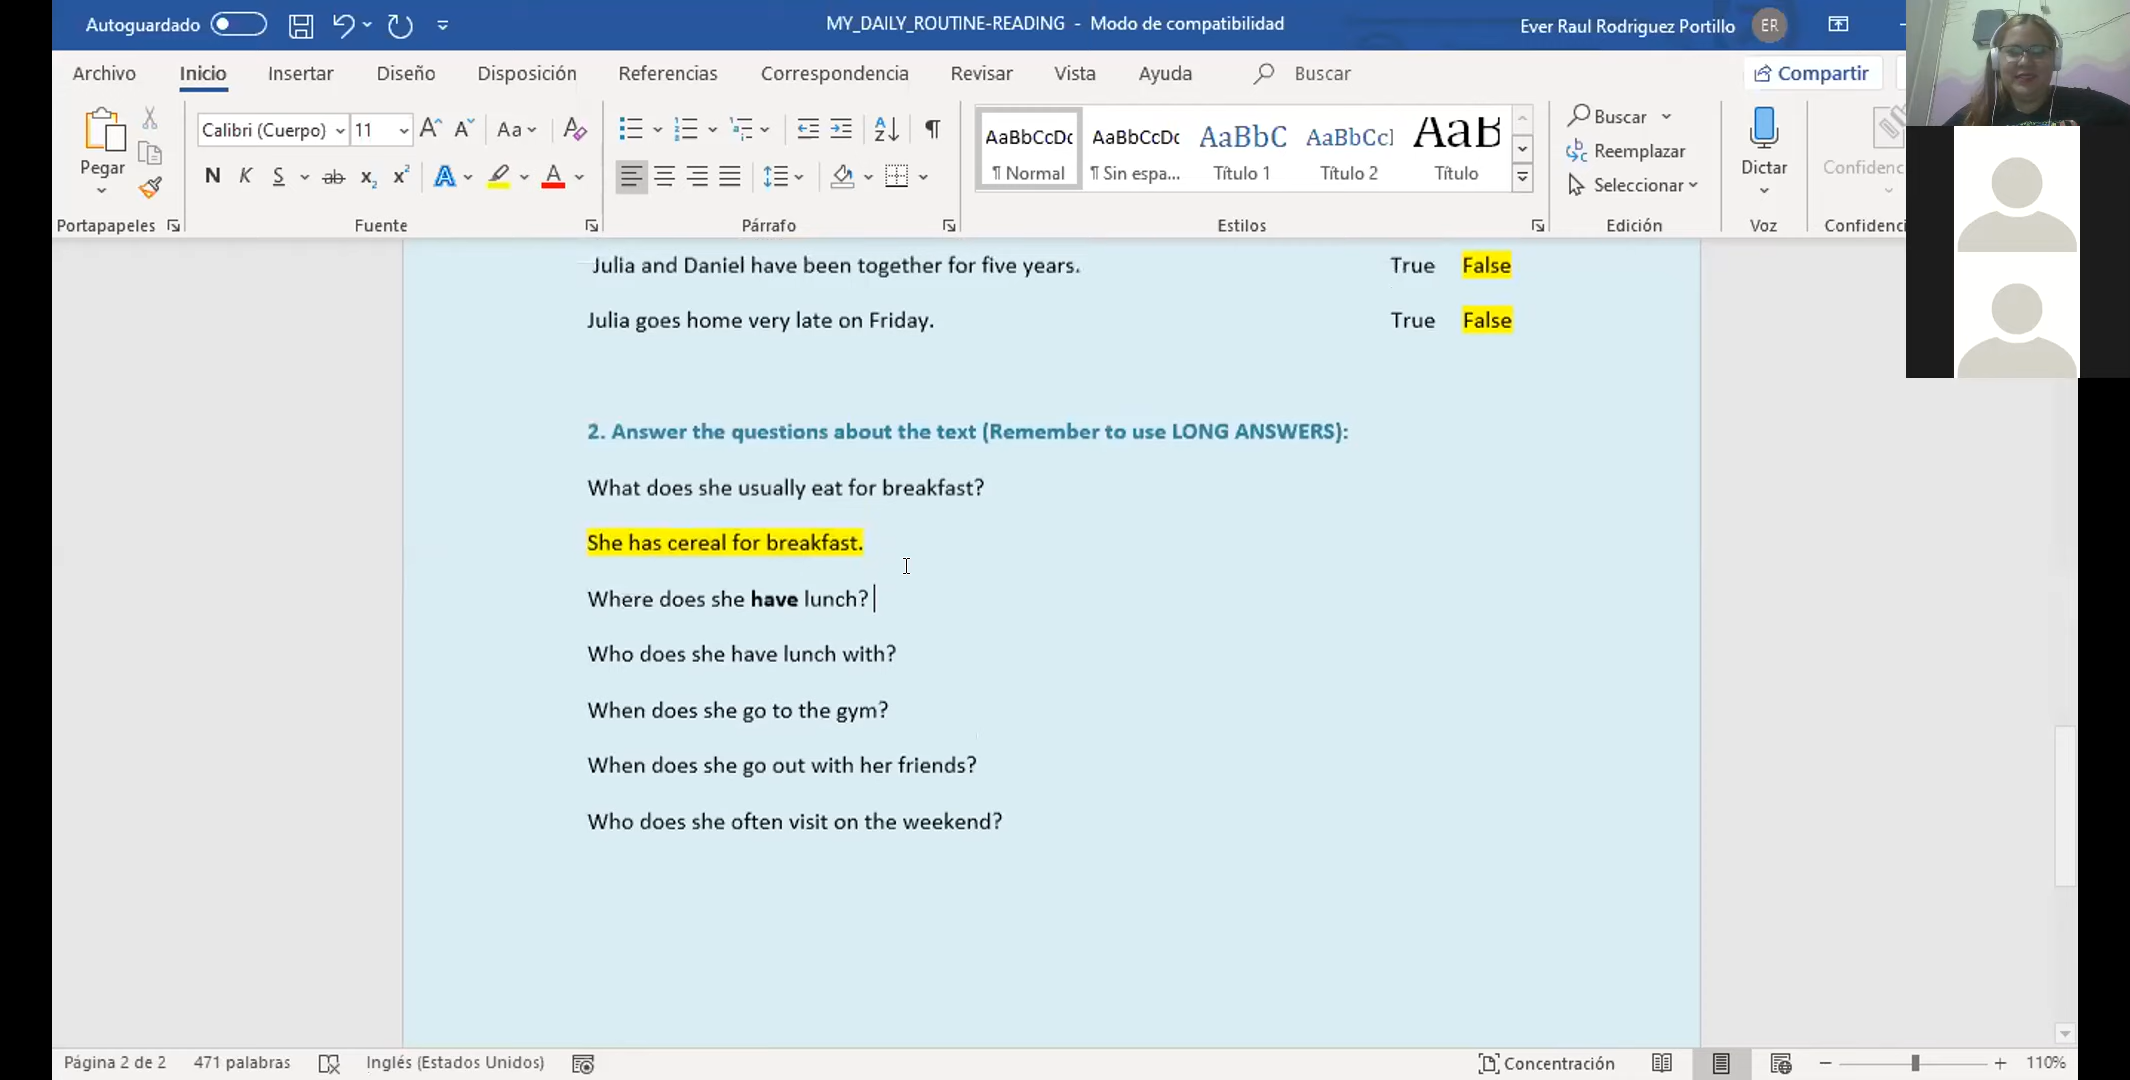 Autoguardado
MY_DAILY_ROUTINE-READING - Modo de compatibilidad
Ever Raul Rodriguez Portillo ER
Archivo Inicio Insertar Diseño Disposición Referencias Correspondencia Revisar Vista Ayuda Buscar Compartir
Pegar
Portapapeles
Calibri (Cuerpo) 11 A A Aa A
N K S ab x2 x2 A A
Fuente
Párrafo
AaBbCcDc AaBbCcDc AaBbC AaBbCcI AaB
¶ Normal ¶ Sin espa... Título 1 Título 2 Título
Estilos
Buscar
Reemplazar
Seleccionar
Edición
Dictar
Voz
Confidenc
Confidenci
Julia and Daniel have been together for five years. True False
Julia goes home very late on Friday. True False
2. Answer the questions about the text (Remember to use LONG ANSWERS):
What does she usually eat for breakfast?
She has cereal for breakfast.
Where does she have lunch?
Who does she have lunch with?
When does she go to the gym?
When does she go out with her friends?
Who does she often visit on the weekend?
Página 2 de 2 471 palabras Inglés (Estados Unidos) Concentración 110%